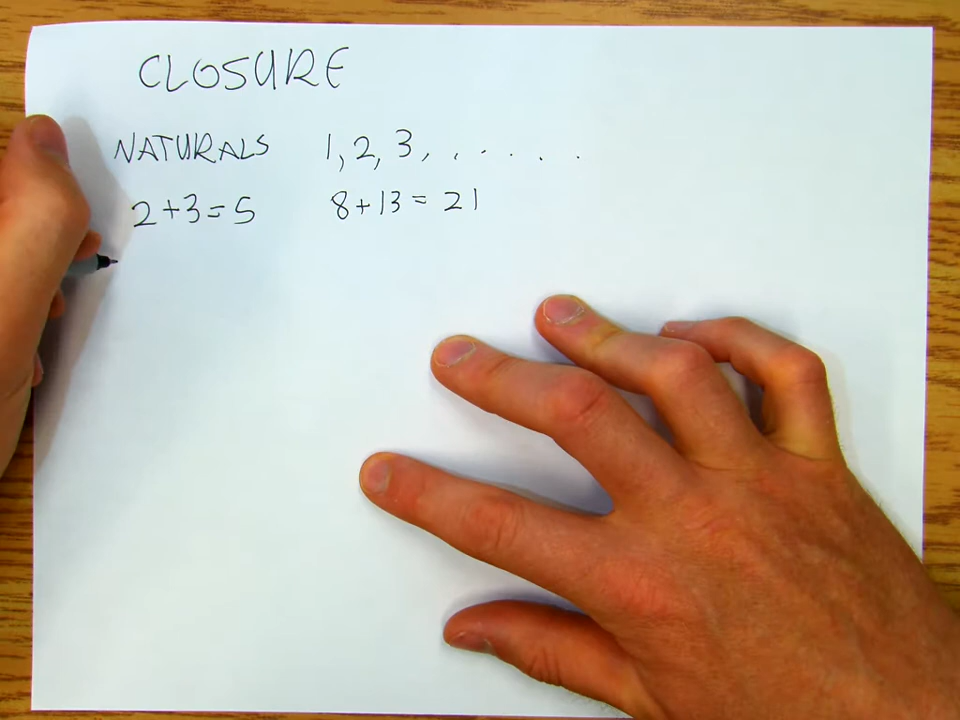 CLOSURE
NATURALS 1, 2, 3, . . . . .
2+3=5 8+13=21